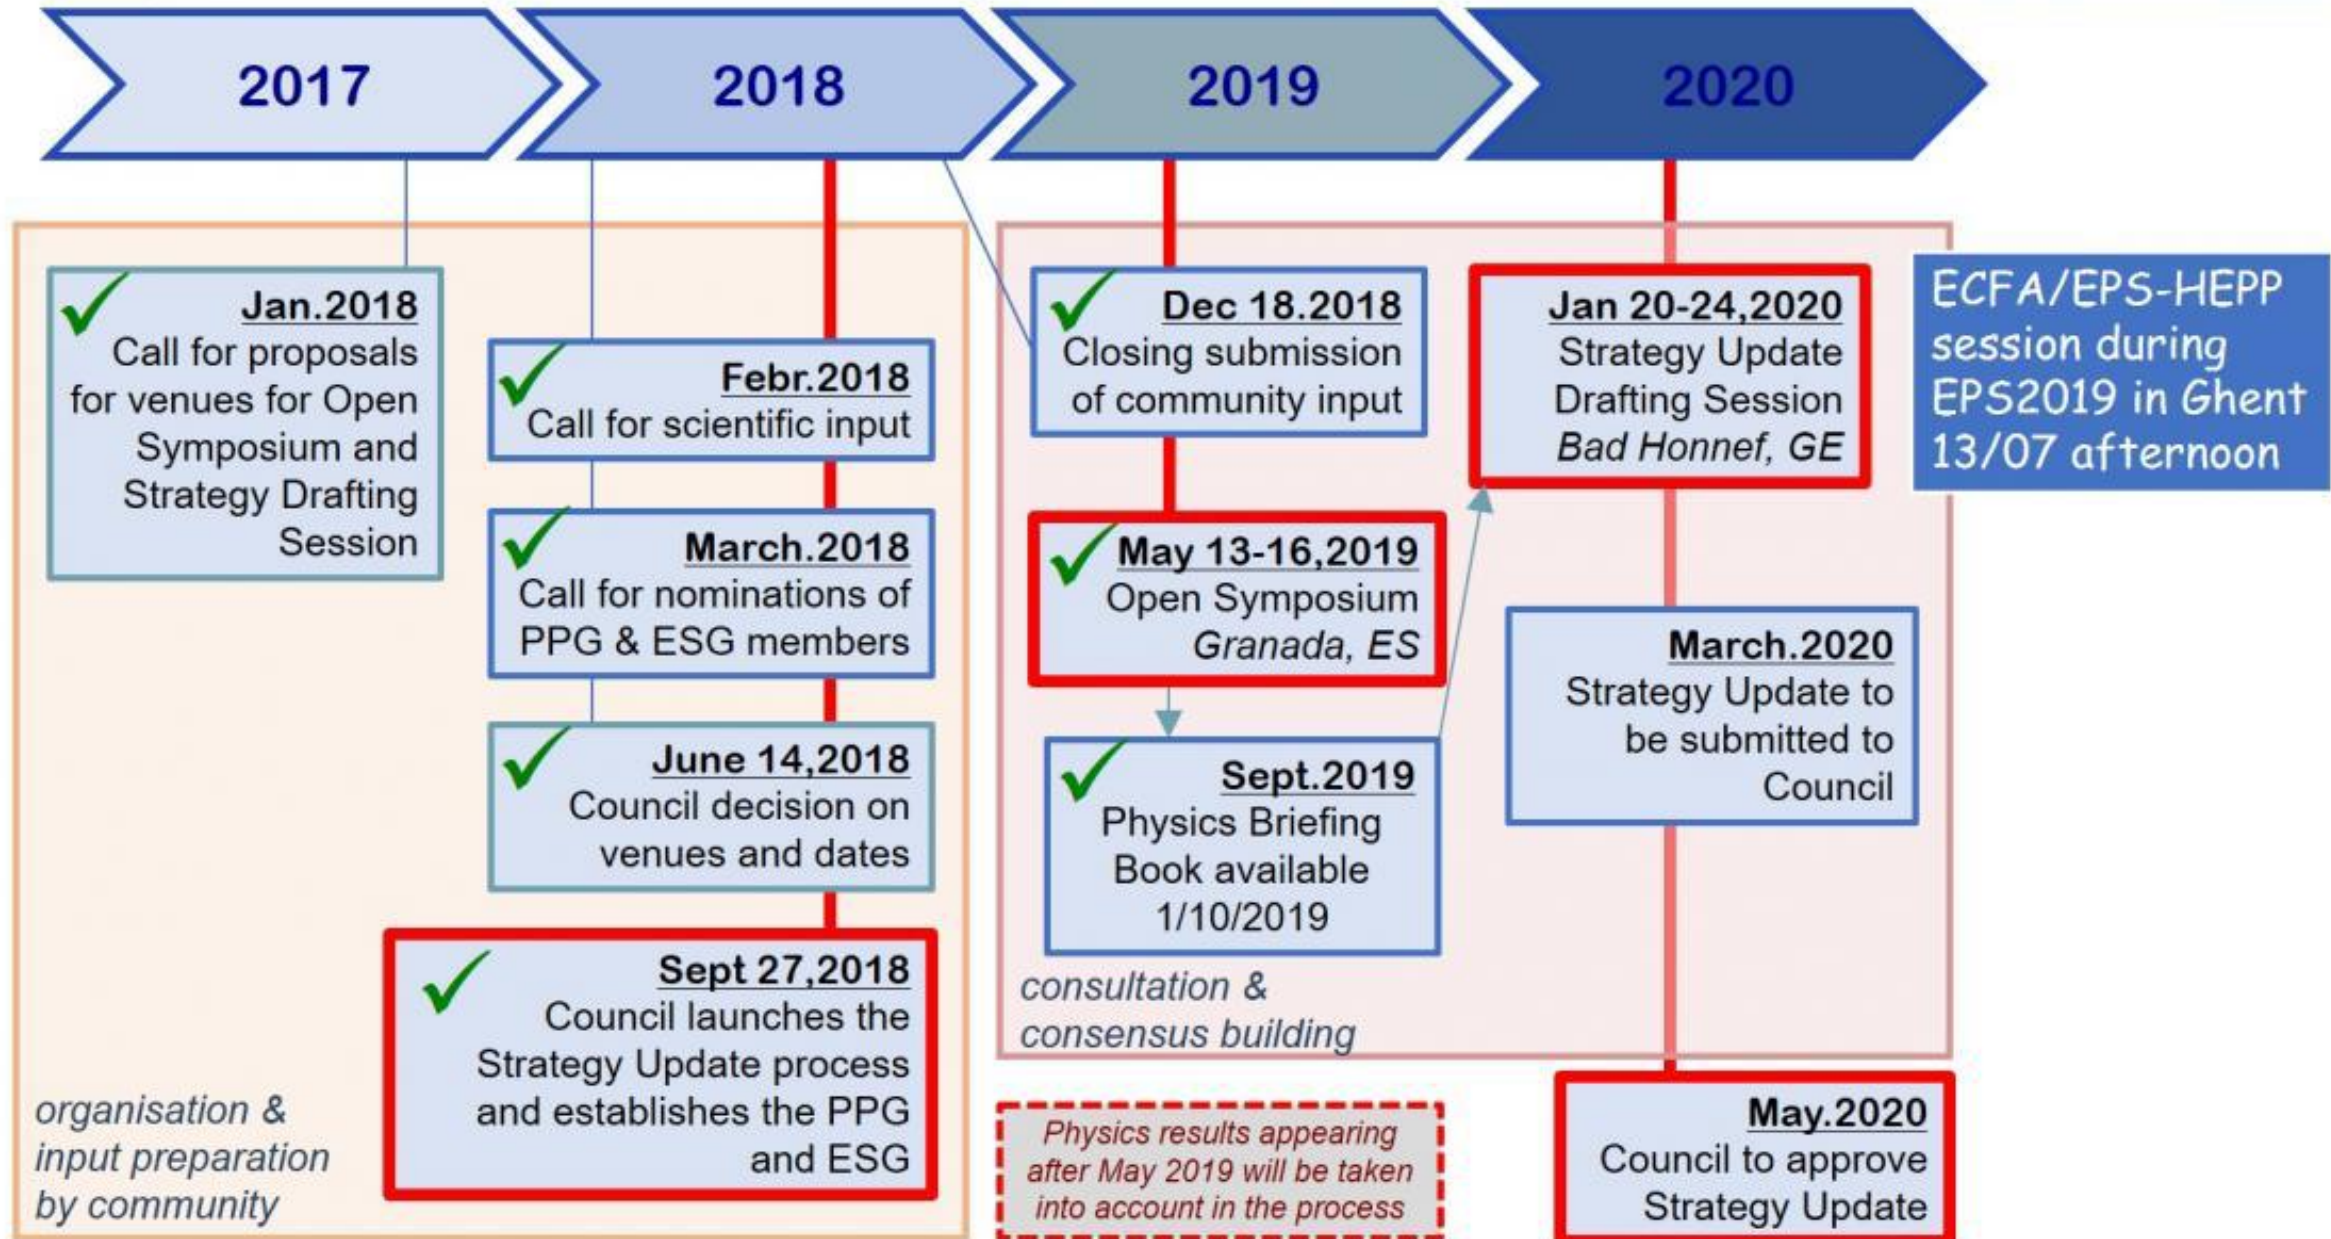 2017
2018
2019
2020
Jan.2018
Call for proposals
for venues for Open
Symposium and
Strategy Drafting
Session
Febr.2018
Call for scientific input
March.2018
Call for nominations of
PPG & ESG members
June 14,2018
Council decision on
venues and dates
Sept 27,2018
Council launches the
Strategy Update process
and establishes the PPG
and ESG
organisation &
input preparation
by community
Dec 18.2018
Closing submission
of community input
May 13-16,2019
Open Symposium
Granada, ES
Sept.2019
Physics Briefing
Book available
1/10/2019
consultation &
consensus building
Physics results appearing
after May 2019 will be taken
into account in the process
Jan 20-24,2020
Strategy Update
Drafting Session
Bad Honnef, GE
March.2020
Strategy Update to
be submitted to
Council
May.2020
Council to approve
Strategy Update
ECFA/EPS-HEPP
session during
EPS2019 in Ghent
13/07 afternoon